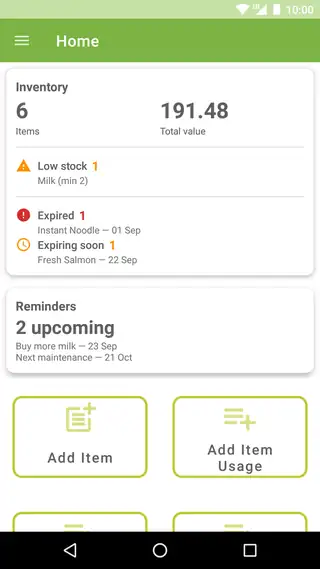 10:00
Home
Inventory
6
191.48
Items
Total value
Low stock 1
Milk (min 2)
Expired 1
Instant Noodle — 01 Sep
Expiring soon 1
Fresh Salmon — 22 Sep
Reminders
2 upcoming
Buy more milk — 23 Sep
Next maintenance — 21 Oct
Add Item
Add Item
Usage